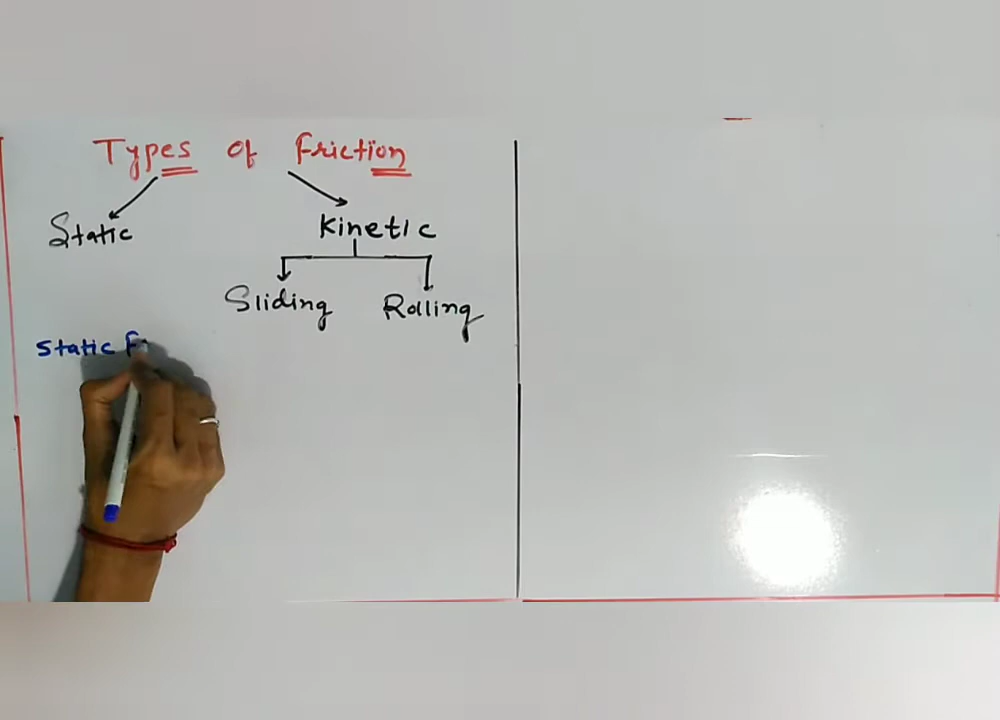 Types of Friction
Static
Kinetic
Sliding Rolling
Static